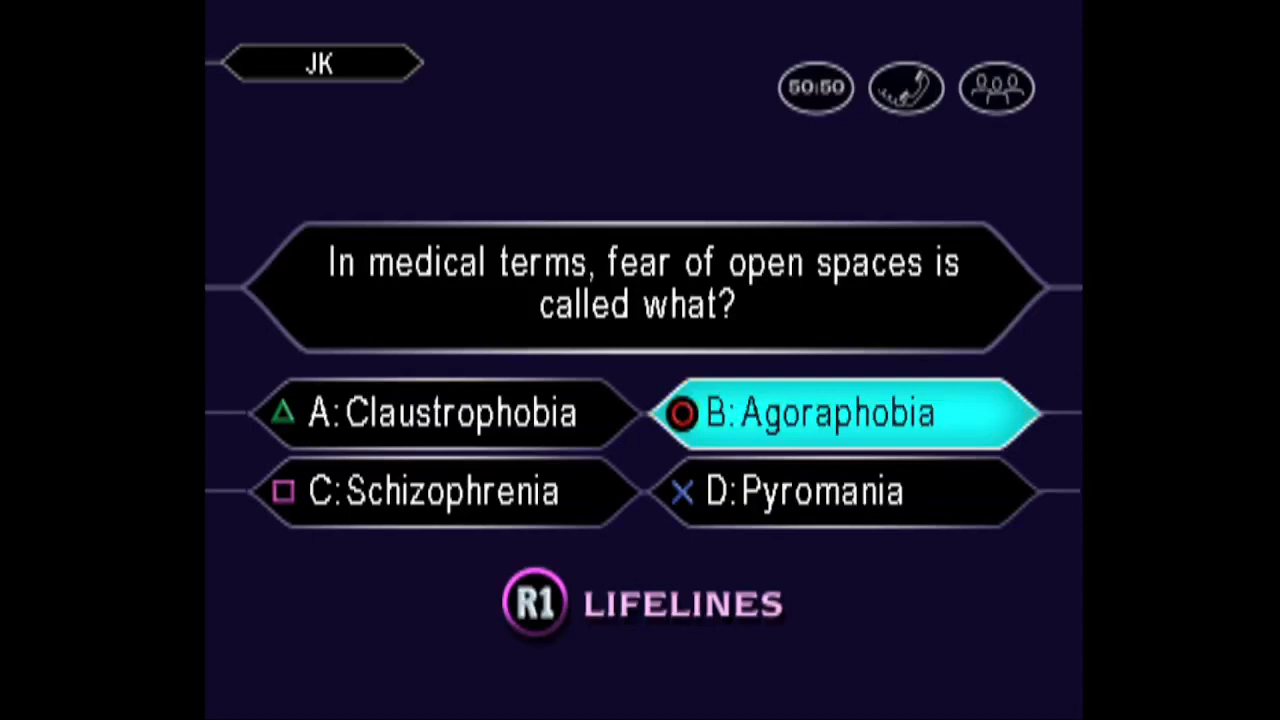 JK
50:50
In medical terms, fear of open spaces is
called what?
A: Claustrophobia
B: Agoraphobia
C: Schizophrenia
D: Pyromania
R1 LIFELINES